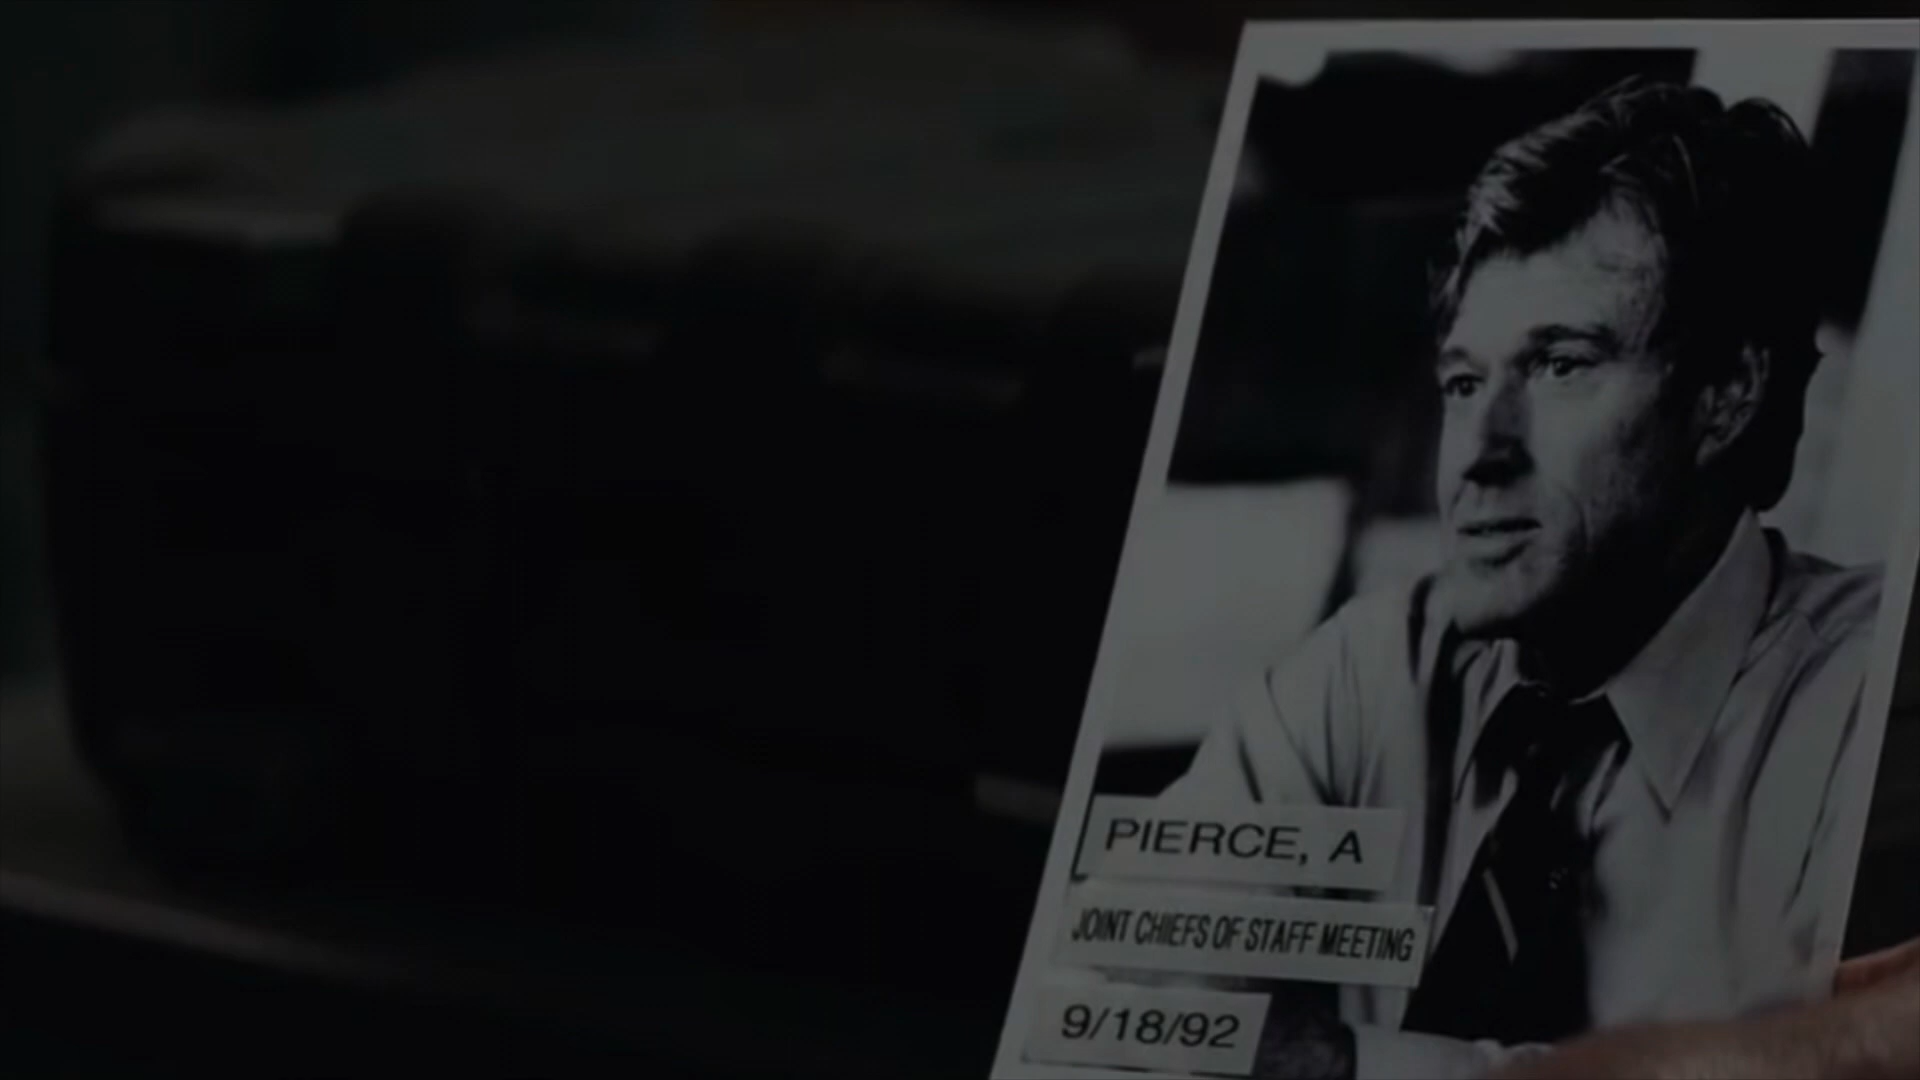 PIERCE, A
JOINT CHIEFS OF STAFF MEETING
9/18/92